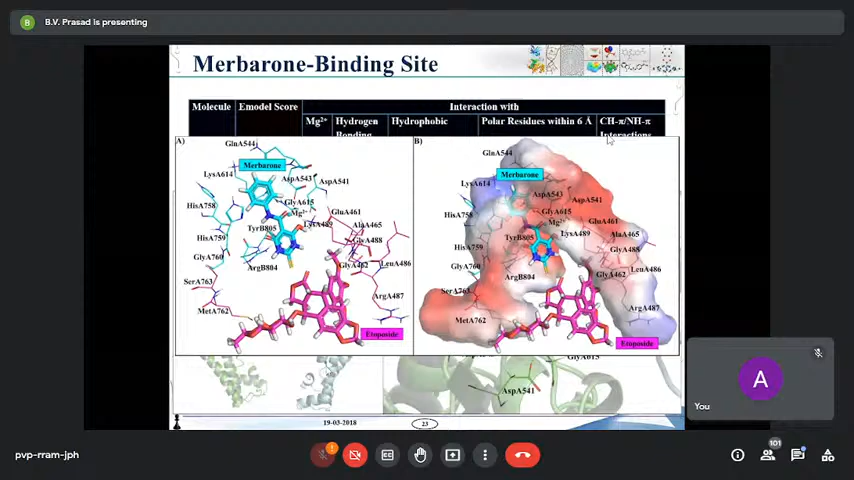 B
B.V. Prasad is presenting
Merbarone-Binding Site
Molecule Emodel Score Interaction with
Mg2+ Hydrogen Bonding Hydrophobic Polar Residues within 6 Å CH-π/NH-π Interactions
A)
GlnA544
Merbarone
LysA614
AspA543
AspA541
HisA758
GlyA615
Mg2+
GluA461
LysA489
AlaA465
TyrB805
GlyA488
HisA759
GlyA760
GlyA462
LeuA486
ArgB804
SerA763
ArgA487
MetA762
Etoposide
B)
GlnA544
Merbarone
LysA614
AspA543
AspA541
GlyA615
HisA758
Mg2+
GluA461
LysA489
AlaA465
TyrB805
HisA759
GlyA488
GlyA760
LeuA486
ArgB804
GlyA462
SerA763
ArgA487
MetA762
Etoposide
GlyA615
AspA541
19-03-2018
23
A
You
pvp-rram-jph
101